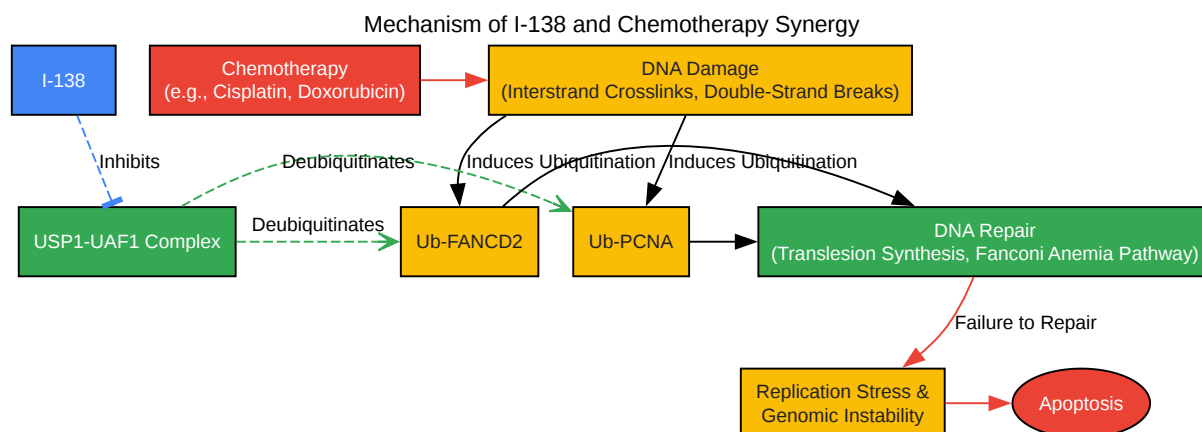 Mechanism of I-138 and Chemotherapy Synergy
I-138
Chemotherapy
(e.g., Cisplatin, Doxorubicin)
DNA Damage
(Interstrand Crosslinks, Double-Strand Breaks)
Inhibits
Deubiquitinates
Induces Ubiquitination
Induces Ubiquitination
USP1-UAF1 Complex
Deubiquitinates
Ub-FANCD2
Ub-PCNA
DNA Repair
(Translesion Synthesis, Fanconi Anemia Pathway)
Failure to Repair
Replication Stress &
Genomic Instability
Apoptosis